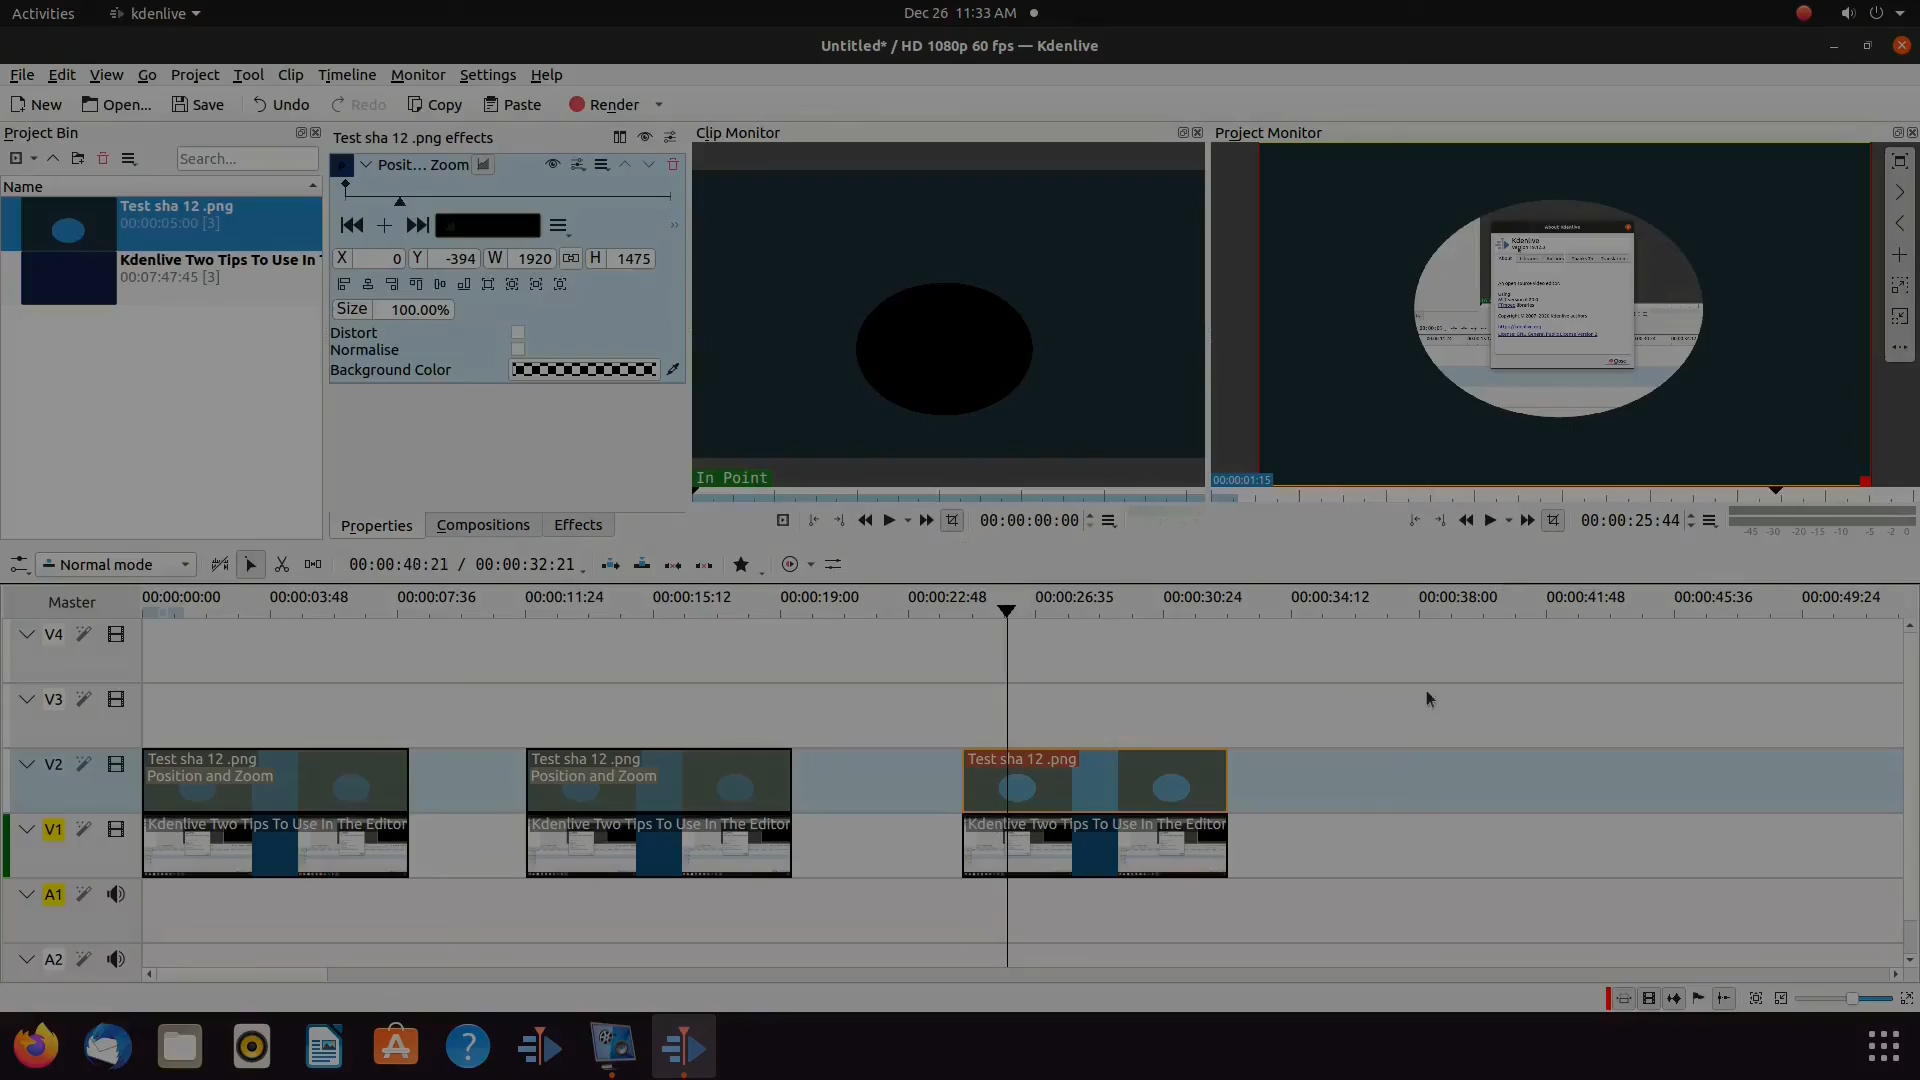 Activities
kdenlive
Dec 26 11:33 AM
Untitled* / HD 1080p 60 fps — Kdenlive
File Edit View Go Project Tool Clip Timeline Monitor Settings Help
New Open... Save Undo Redo Copy Paste Render
Project Bin
Search...
Name
Test sha 12 .png
00:00:05:00 [3]
Kdenlive Two Tips To Use In T
00:07:47:45 [3]
Test sha 12 .png effects
Posit... Zoom
X 0 Y -394 W 1920 H 1475
Size 100.00%
Distort
Normalise
Background Color
Properties Compositions Effects
Clip Monitor
In Point
00:00:00:00
Project Monitor
About Kdenlive
Kdenlive
An open source video editor.
Close
00:00:01:15
00:00:25:44
-45 -30 -20 -15 -10 -5 -2 0
Normal mode
00:00:40:21 / 00:00:32:21
Master
00:00:00:00 00:00:03:48 00:00:07:36 00:00:11:24 00:00:15:12 00:00:19:00 00:00:22:48 00:00:26:35 00:00:30:24 00:00:34:12 00:00:38:00 00:00:41:48 00:00:45:36 00:00:49:24
V4
V3
V2
Test sha 12 .png
Position and Zoom
Test sha 12 .png
Position and Zoom
Test sha 12 .png
V1
Kdenlive Two Tips To Use In The Editor
Kdenlive Two Tips To Use In The Editor
Kdenlive Two Tips To Use In The Editor
A1
A2